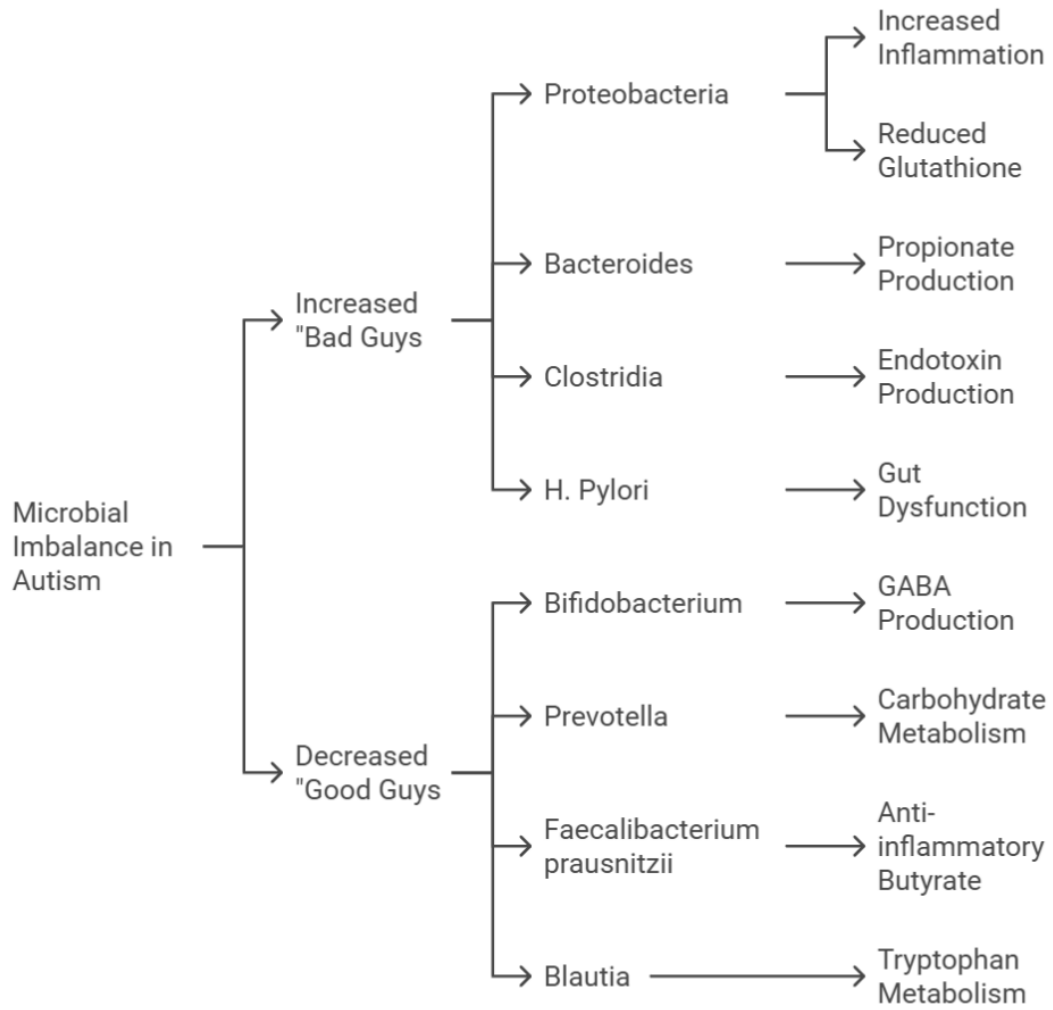 Microbial
Imbalance in
Autism
Increased
"Bad Guys
Proteobacteria
Increased
Inflammation
Reduced
Glutathione
Bacteroides
Propionate
Production
Clostridia
Endotoxin
Production
H. Pylori
Gut
Dysfunction
Decreased
"Good Guys
Bifidobacterium
GABA
Production
Prevotella
Carbohydrate
Metabolism
Faecalibacterium
prausnitzii
Anti-
inflammatory
Butyrate
Blautia
Tryptophan
Metabolism